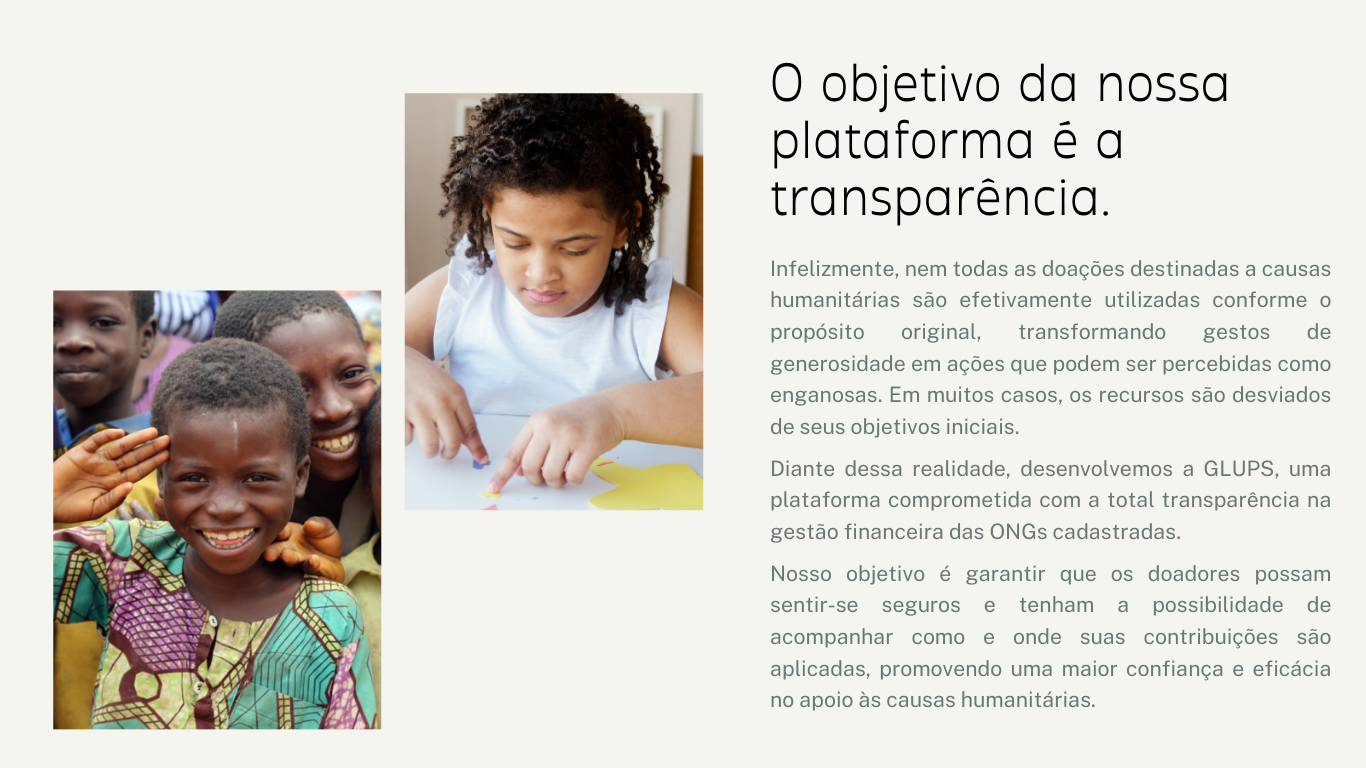 O objetivo da nossa
plataforma é a
transparência.
Infelizmente, nem todas as doações destinadas a causas
humanitárias são efetivamente utilizadas conforme o
propósito original, transformando gestos de
generosidade em ações que podem ser percebidas como
enganosas. Em muitos casos, os recursos são desviados
de seus objetivos iniciais.
Diante dessa realidade, desenvolvemos a GLUPS, uma
plataforma comprometida com a total transparência na
gestão financeira das ONGs cadastradas.
Nosso objetivo é garantir que os doadores possam
sentir-se seguros e tenham a possibilidade de
acompanhar como e onde suas contribuições são
aplicadas, promovendo uma maior confiança e eficácia
no apoio às causas humanitárias.